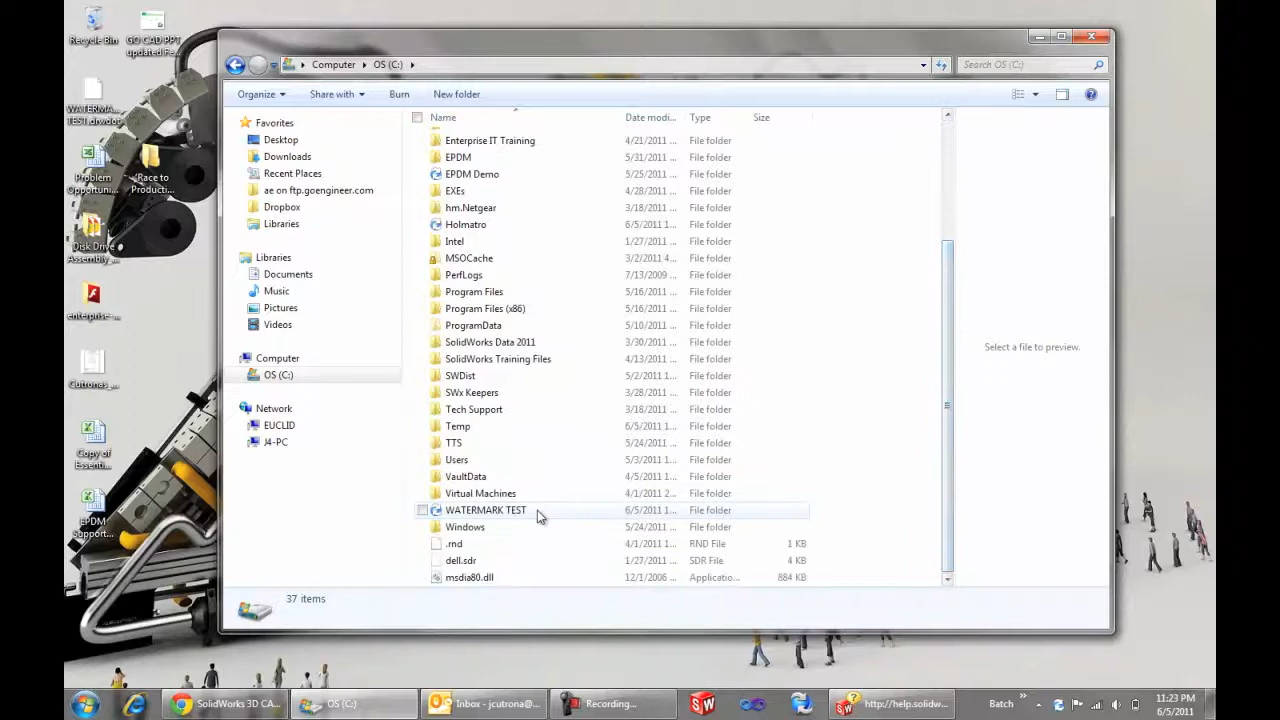 Recycle Bin
GO CAD PPT
updated Fe...
WATERMA...
TEST.drwdot
Problem
Opportuni...
'Race to
Producti...
Disk Drive
Assembly_...
enterprise-...
Cutronas_...
Copy of
Essenti...
EPDM
Support...
Computer
OS (C:)
Search OS (C:)
Organize
Share with
Burn
New folder
Favorites
Desktop
Downloads
Recent Places
ae on ftp.goengineer.com
Dropbox
Libraries
Libraries
Documents
Music
Pictures
Videos
Computer
OS (C:)
Network
EUCLID
J4-PC
Name Date modi... Type Size
Enterprise IT Training 4/21/2011 ... File folder
EPDM 5/31/2011 ... File folder
EPDM Demo 5/25/2011 ... File folder
EXEs 4/28/2011 ... File folder
hm.Netgear 3/18/2011 ... File folder
Holmatro 6/5/2011 1... File folder
Intel 1/27/2011 ... File folder
MSOCache 3/2/2011 4... File folder
PerfLogs 7/13/2009 ... File folder
Program Files 5/16/2011 ... File folder
Program Files (x86) 5/16/2011 ... File folder
ProgramData 5/10/2011 ... File folder
SolidWorks Data 2011 3/30/2011 ... File folder
SolidWorks Training Files 4/13/2011 ... File folder
SWDist 5/2/2011 1... File folder
SWx Keepers 3/28/2011 ... File folder
Tech Support 3/18/2011 ... File folder
Temp 6/5/2011 1... File folder
TTS 5/24/2011 ... File folder
Users 5/3/2011 1... File folder
VaultData 4/5/2011 1... File folder
Virtual Machines 4/1/2011 2... File folder
WATERMARK TEST 6/5/2011 1... File folder
Windows 5/24/2011 ... File folder
.rnd 4/1/2011 1... RND File 1 KB
dell.sdr 1/27/2011 ... SDR File 4 KB
msdia80.dll 12/1/2006 ... Applicatio... 884 KB
Select a file to preview.
37 items
SolidWorks 3D CA...
OS (C:)
Inbox - jcutrona@...
Recording...
http://help.solidw...
Batch
11:23 PM
6/5/2011